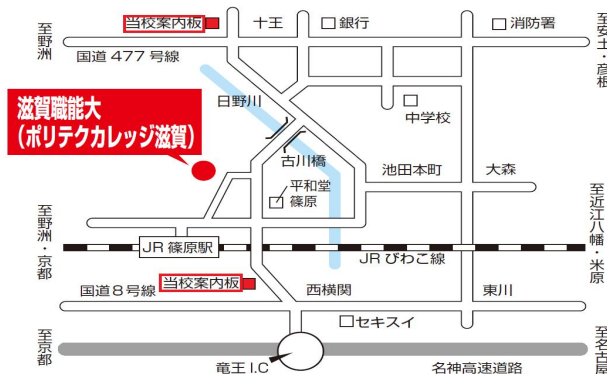 当校案内板
十王
銀行
消防署
至野洲
国道477号線
至安土・彦根
日野川
中学校
滋賀職能大
(ポリテクカレッジ滋賀)
古川橋
池田本町
大森
平和堂
篠原
至野洲・京都
JR篠原駅
JRびわこ線
至近江八幡・米原
当校案内板
西横関
東川
国道8号線
セキスイ
至京都
竜王I.C
名神高速道路
至名古屋